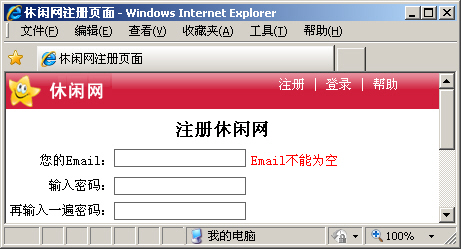 休闲网注册页面 - Windows Internet Explorer
文件(F) 编辑(E) 查看(V) 收藏夹(A) 工具(T) 帮助(H)
休闲网注册页面
休闲网 注册 | 登录 | 帮助
注册休闲网
您的Email: Email不能为空
输入密码:
再输入一遍密码:
我的电脑 100%